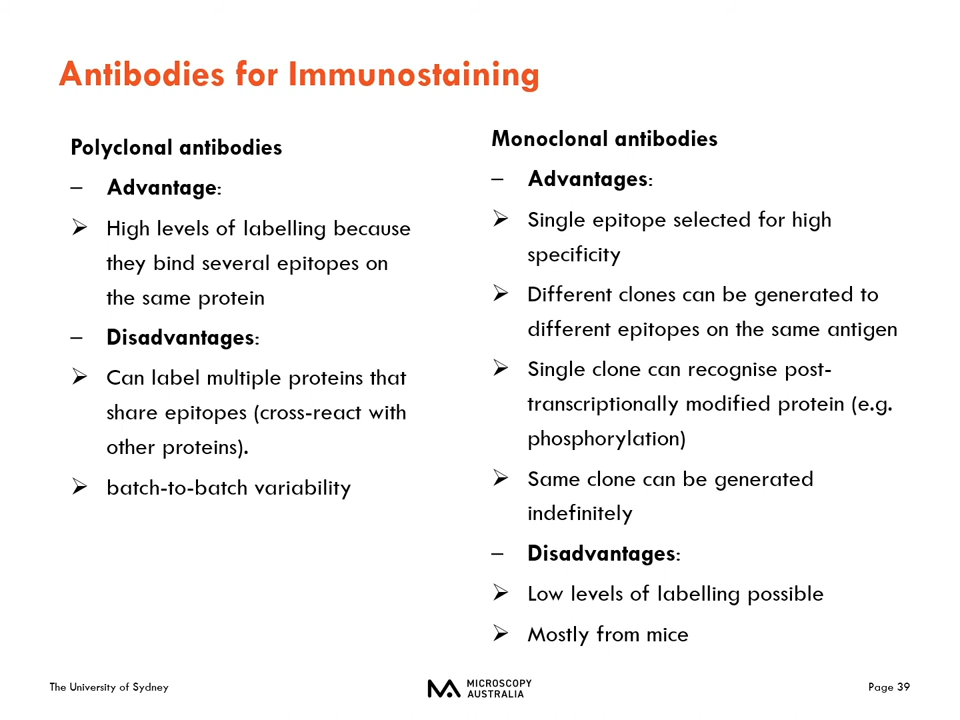 Antibodies for Immunostaining
Polyclonal antibodies
– Advantage:
➢ High levels of labelling because
they bind several epitopes on
the same protein
– Disadvantages:
➢ Can label multiple proteins that
share epitopes (cross-react with
other proteins).
➢ batch-to-batch variability
Monoclonal antibodies
– Advantages:
➢ Single epitope selected for high
specificity
➢ Different clones can be generated to
different epitopes on the same antigen
➢ Single clone can recognise post-
transcriptionally modified protein (e.g.
phosphorylation)
➢ Same clone can be generated
indefinitely
– Disadvantages:
➢ Low levels of labelling possible
➢ Mostly from mice
The University of Sydney
MICROSCOPY
AUSTRALIA
Page 39